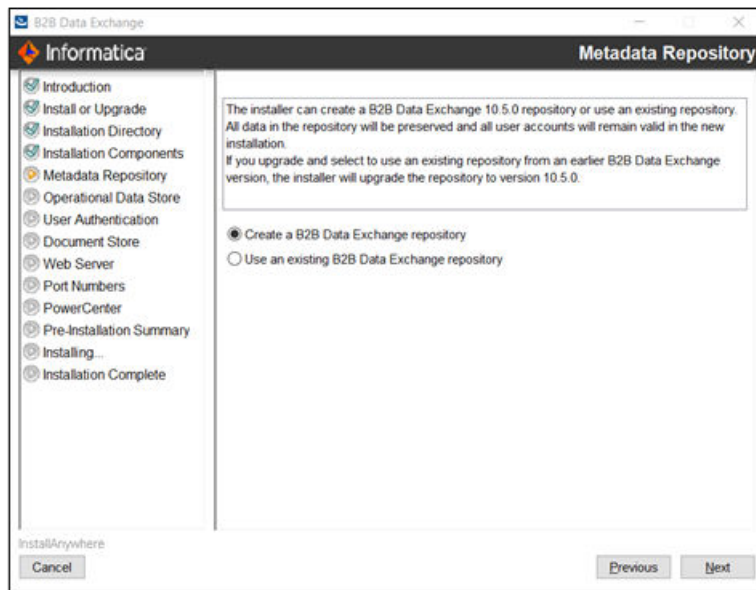 B2B Data Exchange
Informatica
Metadata Repository
Introduction
Install or Upgrade
Installation Directory
Installation Components
Metadata Repository
Operational Data Store
User Authentication
Document Store
Web Server
Port Numbers
PowerCenter
Pre-Installation Summary
Installing...
Installation Complete
The installer can create a B2B Data Exchange 10.5.0 repository or use an existing repository.
All data in the repository will be preserved and all user accounts will remain valid in the new
installation.
If you upgrade and select to use an existing repository from an earlier B2B Data Exchange
version, the installer will upgrade the repository to version 10.5.0.
Create a B2B Data Exchange repository
Use an existing B2B Data Exchange repository
InstallAnywhere
Cancel
Previous
Next